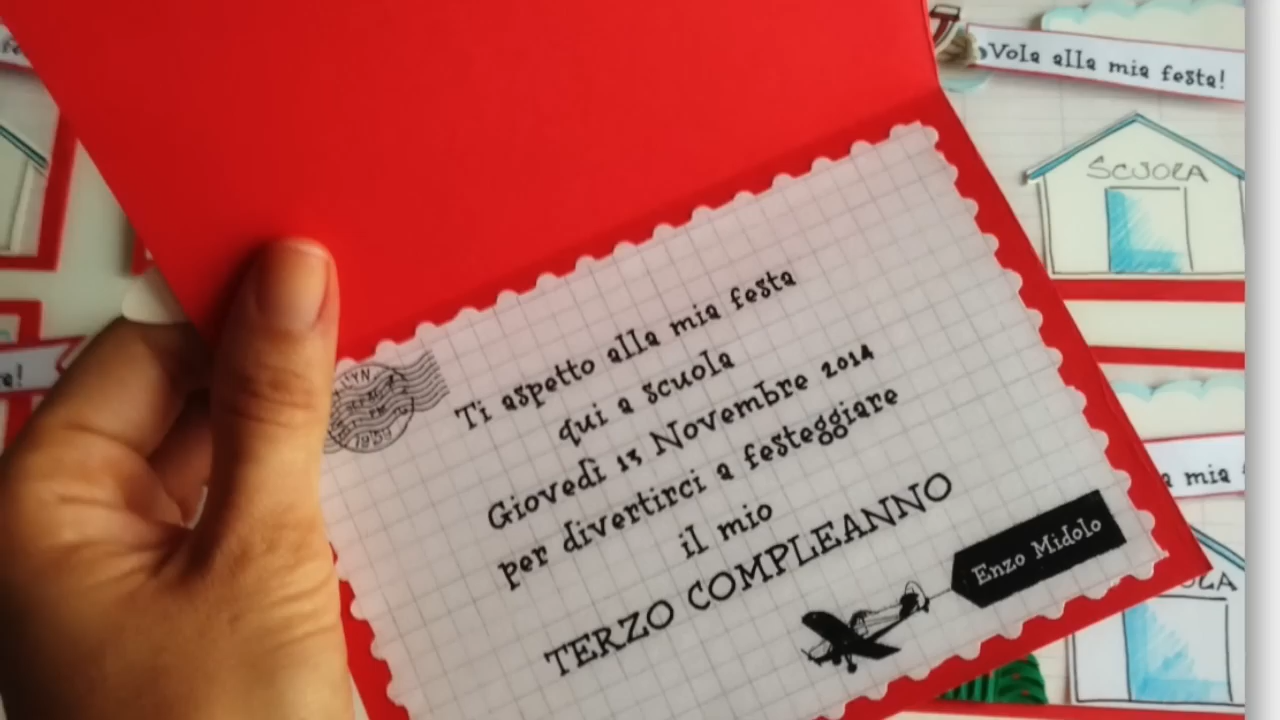 Vola alla mia festa!
SCUOLA
Ti aspetto alla mia festa
qui a scuola
Giovedì 13 Novembre 2014
per divertirci a festeggiare
il mio
TERZO COMPLEANNO
Enzo Midolo
1939
a mia